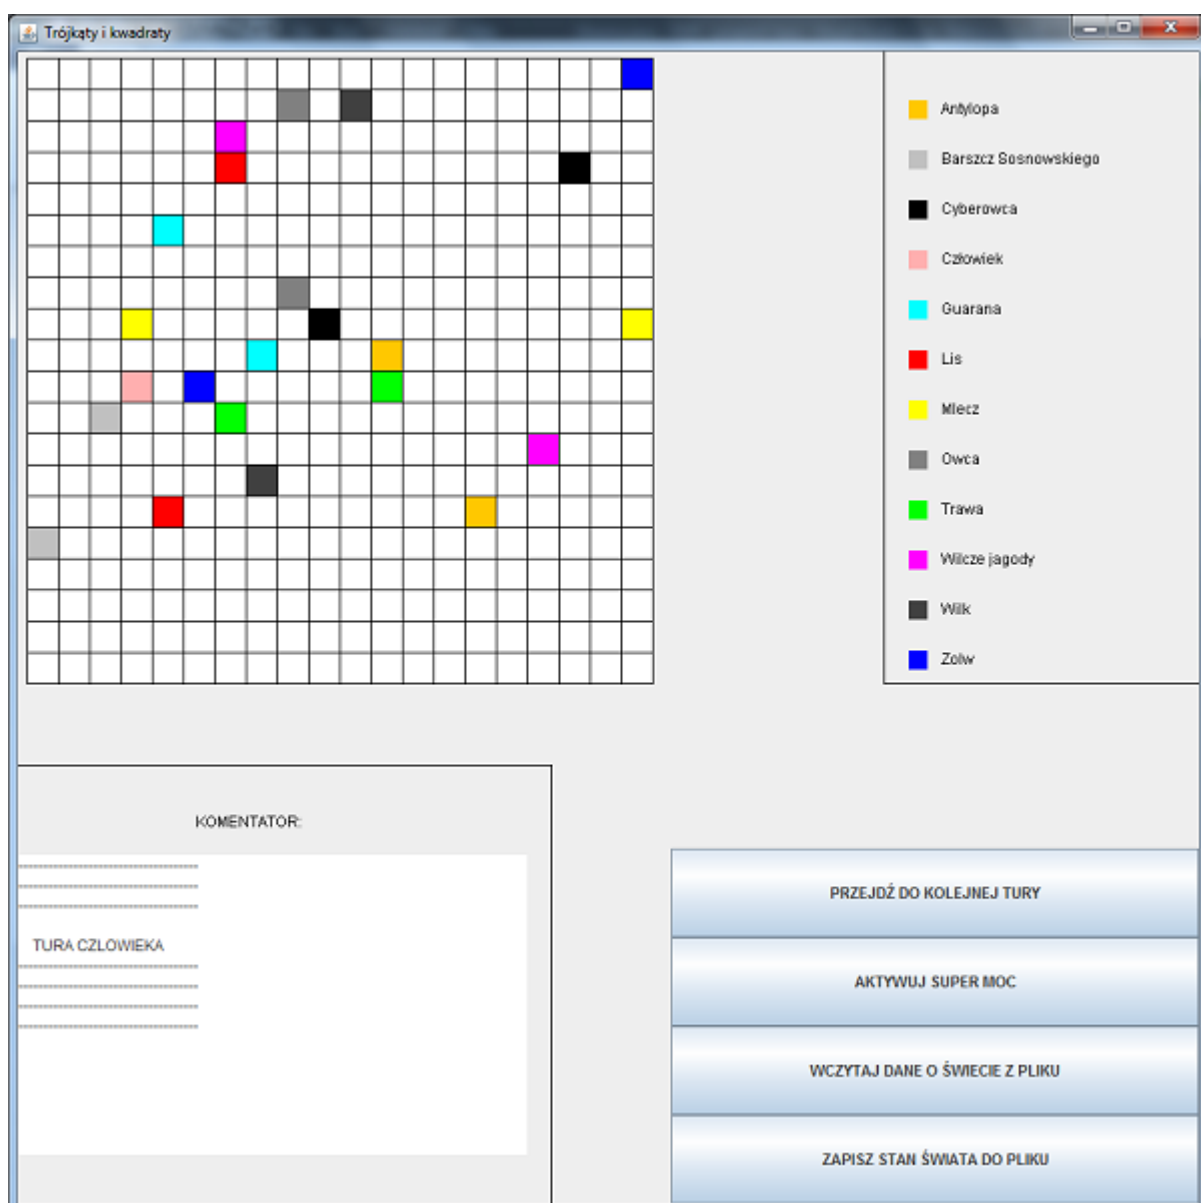 Trójkąty i kwadraty
Antylopa
Barszcz Sosnowskiego
Cyberowca
Człowiek
Guarana
Lis
Mlecz
Owca
Trawa
Wilcze jagody
Wilk
Zolw
KOMENTATOR:
TURA CZLOWIEKA
PRZEJDŹ DO KOLEJNEJ TURY
AKTYWUJ SUPER MOC
WCZYTAJ DANE O ŚWIECIE Z PLIKU
ZAPISZ STAN ŚWIATA DO PLIKU